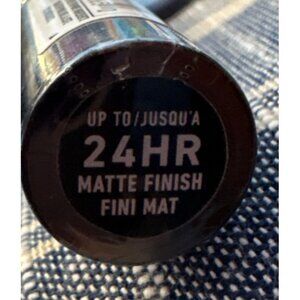 UP TO/JUSQU'A
24HR
MATTE FINISH
FINI MAT